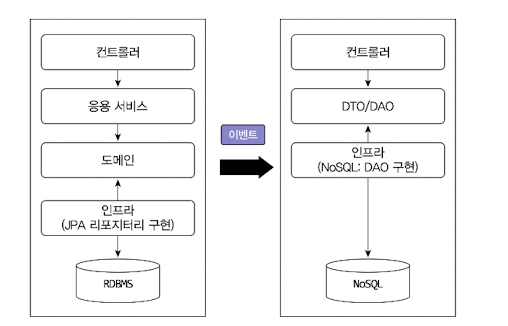 컨트롤러
응용 서비스
도메인
인프라
(JPA 리포지터리 구현)
RDBMS
이벤트
컨트롤러
DTO/DAO
인프라
(NoSQL: DAO 구현)
NoSQL